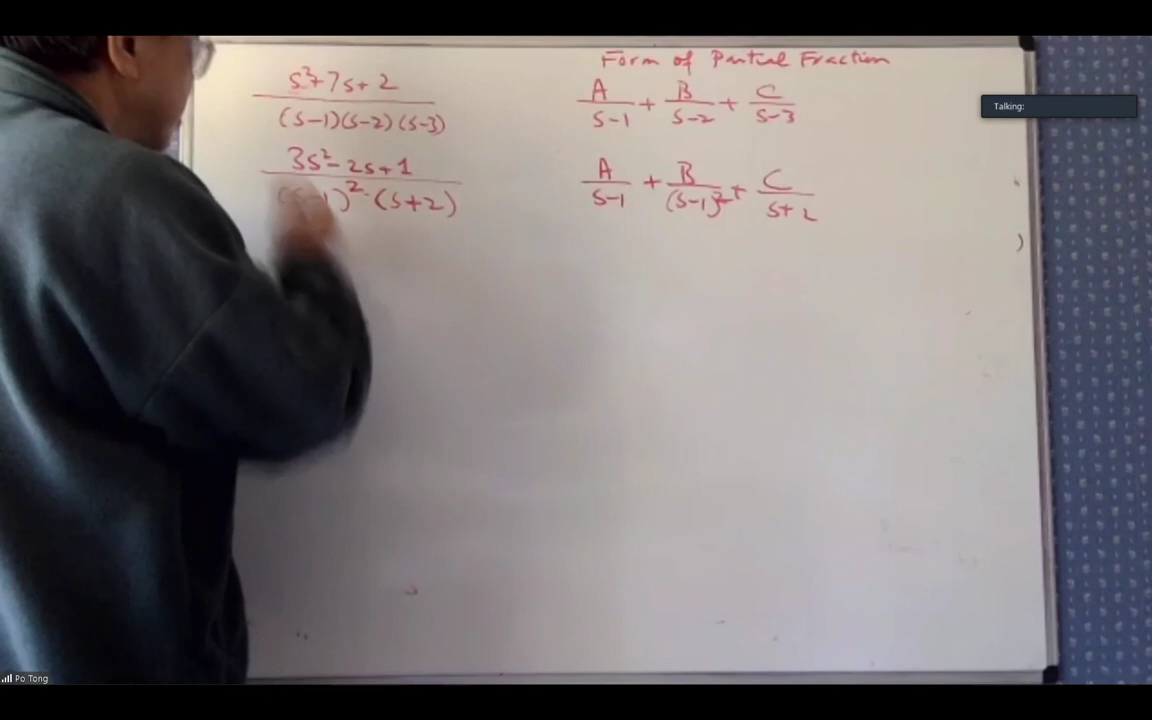 Form of Partial Fraction
s²+7s+2
(s-1)(s-2)(s-3)
A/s-1 + B/s-2 + C/s-3
3s²-2s+1
(s-1)²·(s+2)
A/s-1 + B/(s-1)² + C/s+2
Talking:
Po Tong